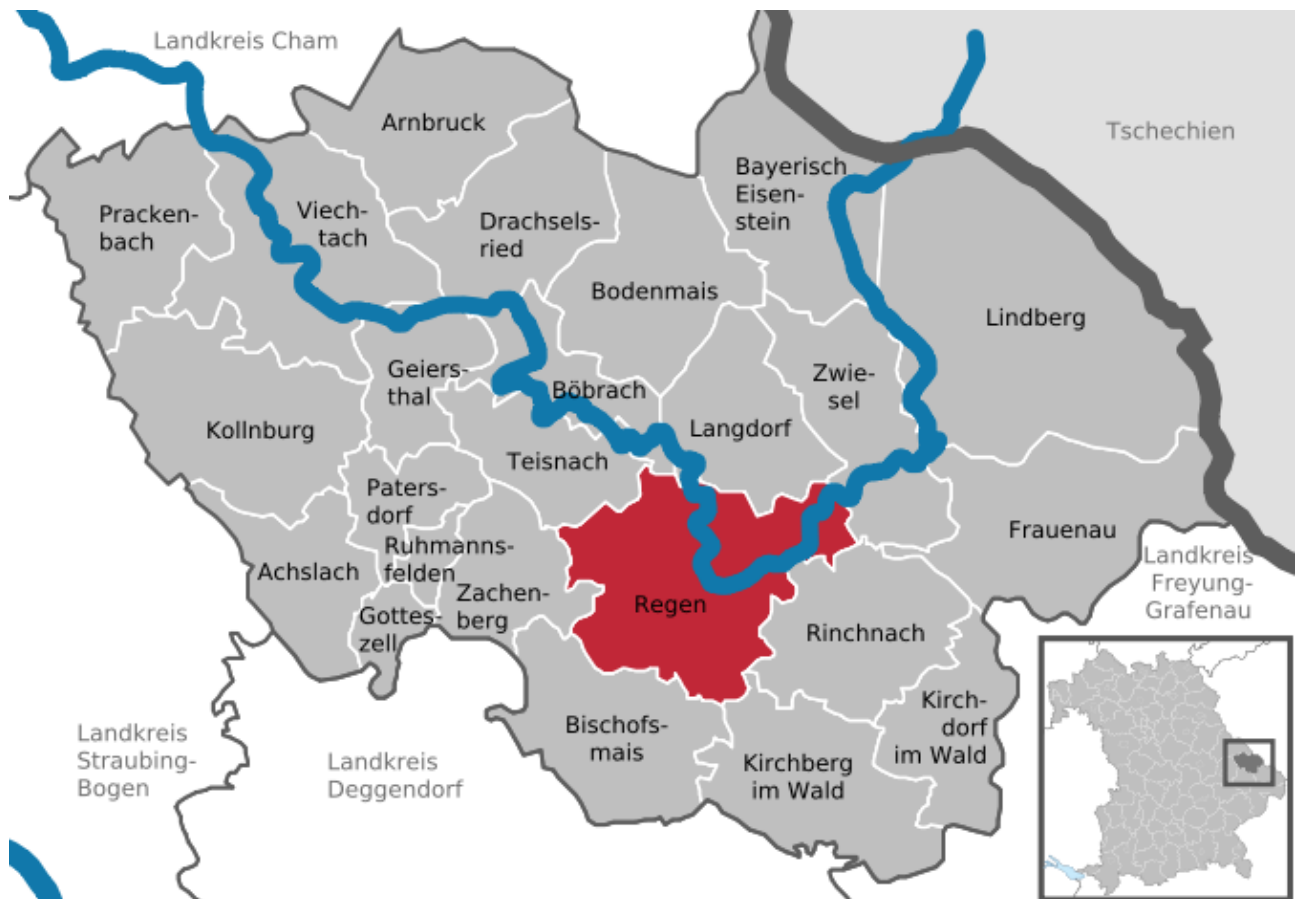 Landkreis Cham
Arnbruck
Tschechien
Bayerisch
Eisen-
stein
Pracken-
bach
Viech-
tach
Drachsels-
ried
Bodenmais
Lindberg
Geiers-
thal
Böbrach
Zwie-
sel
Kollnburg
Langdorf
Teisnach
Paters-
dorf
Frauenau
Ruhmanns-
felden
Achslach
Zachen-
berg
Regen
Gottes-
zell
Rinchnach
Landkreis
Freyung-
Grafenau
Kirch-
dorf
im Wald
Bischofs-
mais
Kirchberg
im Wald
Landkreis
Straubing-
Bogen
Landkreis
Deggendorf